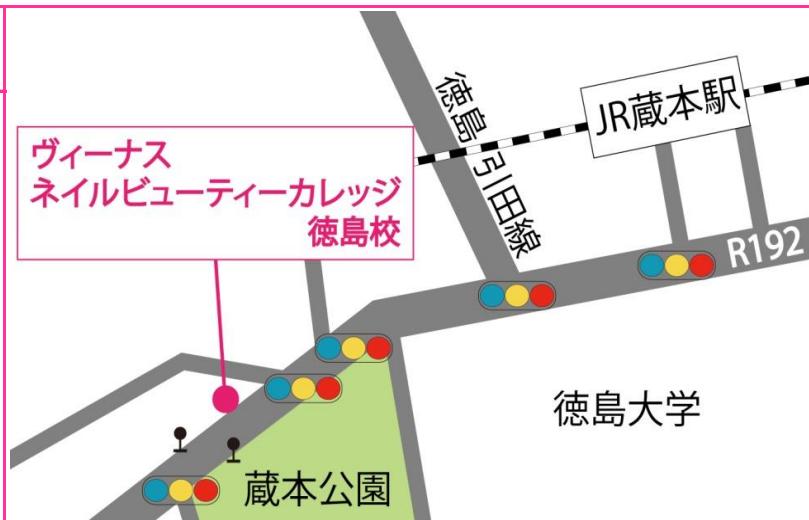 ヴィーナス
ネイルビューティーカレッジ
徳島校
徳島 引田線
JR蔵本駅
R192
徳島大学
蔵本公園